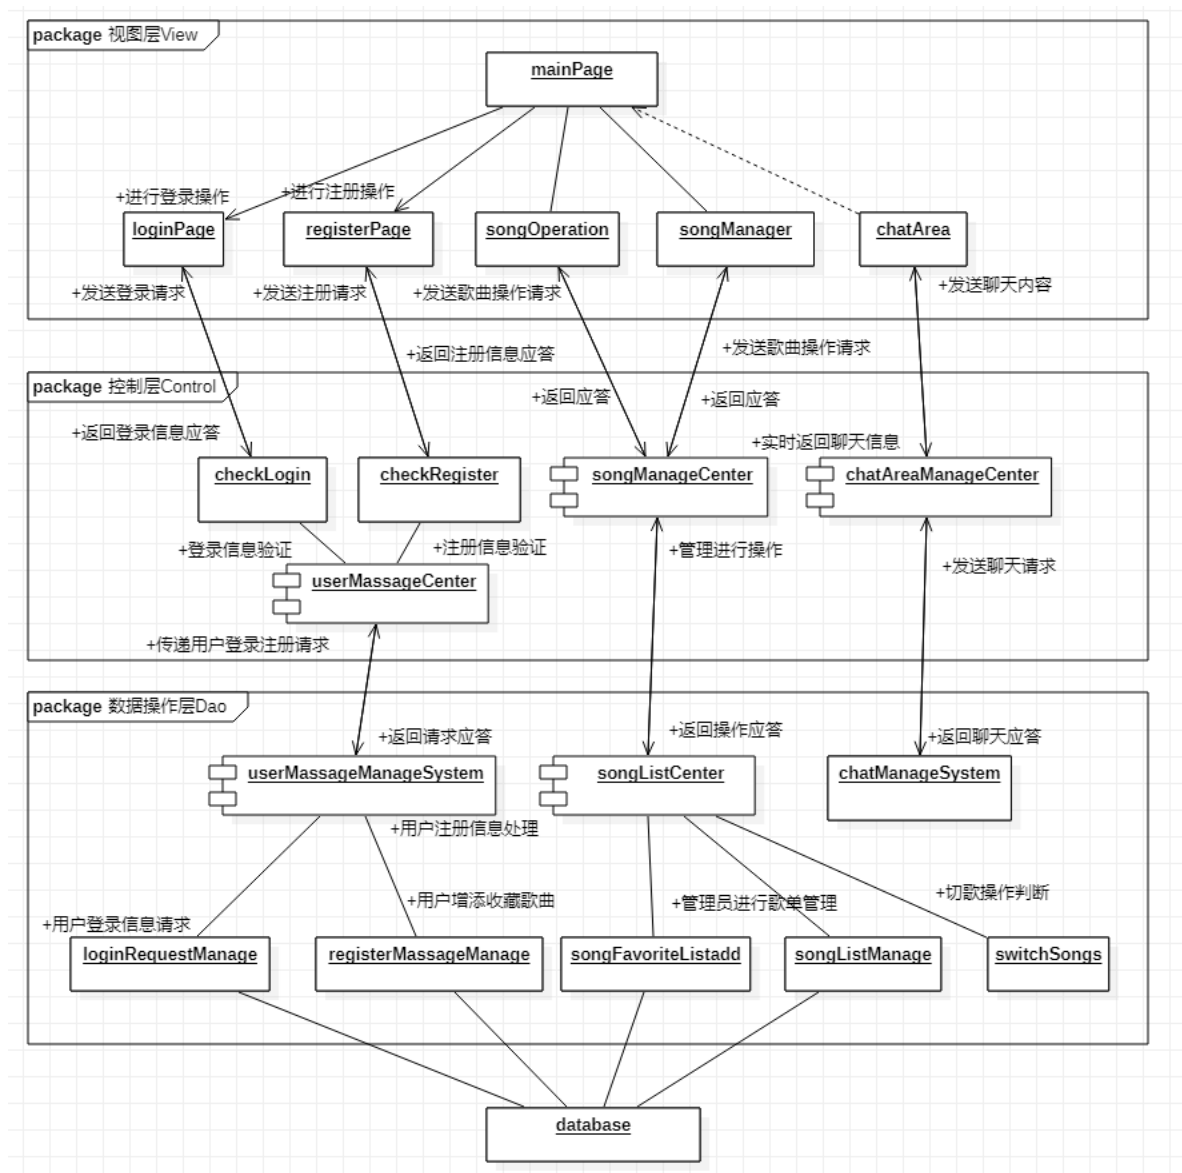 package 视图层View
mainPage
+进行登录操作
+进行注册操作
loginPage
registerPage
songOperation
songManager
chatArea
+发送登录请求
+发送注册请求
+发送歌曲操作请求
+发送聊天内容
+返回注册信息应答
+发送歌曲操作请求
package 控制层Control
+返回应答
+返回应答
+返回登录信息应答
+实时返回聊天信息
checkLogin
checkRegister
songManageCenter
chatAreaManageCenter
+登录信息验证
+注册信息验证
+管理进行操作
+发送聊天请求
userMassageCenter
+传递用户登录注册请求
package 数据操作层Dao
+返回请求应答
+返回操作应答
+返回聊天应答
userMassageManageSystem
songListCenter
chatManageSystem
+用户注册信息处理
+用户增添收藏歌曲
+管理员进行歌单管理
+切歌操作判断
+用户登录信息请求
loginRequestManage
registerMassageManage
songFavoriteListadd
songListManage
switchSongs
database